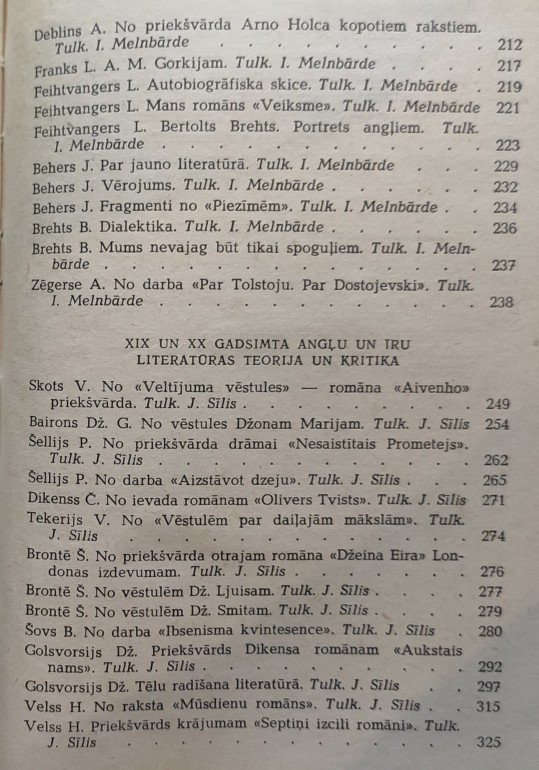 Deblins A. No priekšvārda Arno Holca kopotiem rakstiem.
Tulk. I. Melnbārde . . . . . . . . . . 212
Franks L. A. M. Gorkijam. Tulk. I. Melnbārde . . . . 217
Feihtvangers L. Autobiogrāfiska skice. Tulk. I. Melnbārde . 219
Feihtvangers L. Mans romāns «Veiksme». Tulk. I. Melnbārde 221
Feihtvangers L. Bertolts Brehts. Portrets angļiem. Tulk.
I. Melnbārde . . . . . . . . . . . 223
Behers J. Par jauno literatūrā. Tulk. I. Melnbārde . . . 229
Behers J. Vērojums. Tulk. I. Melnbārde . . . . . . 232
Behers J. Fragmenti no «Piezīmēm». Tulk. I. Melnbārde . . 234
Brehts B. Dialektika. Tulk. I. Melnbārde . . . . . . 236
Brehts B. Mums nevajag būt tikai spoguļiem. Tulk. I. Meln-
bārde . . . . . . . . . . . . . 237
Zēgerse A. No darba «Par Tolstoju. Par Dostojevski». Tulk.
I. Melnbārde . . . . . . . . . . . 238
XIX UN XX GADSIMTA ANGĻU UN ĪRU
LITERATŪRAS TEORIJA UN KRITIKA
Skots V. No «Veltījuma vēstules» — romāna «Aivenho»
priekšvārda. Tulk. J. Sīlis . . . . . . . . . 249
Bairons Dž. G. No vēstules Džonam Marijam. Tulk. J. Sīlis 254
Šellijs P. No priekšvārda drāmai «Nesaistītais Prometejs».
Tulk. J. Sīlis . . . . . . . . . . . 262
Šellijs P. No darba «Aizstāvot dzeju». Tulk. J. Sīlis . . . 265
Dikenss Č. No ievada romānam «Olivers Tvists». Tulk. J. Sīlis 271
Tekerijs V. No «Vēstulēm par daiļajām mākslām». Tulk.
J. Sīlis . . . . . . . . . . . . 274
Brontē Š. No priekšvārda otrajam romāna «Džeina Eira» Lon-
donas izdevumam. Tulk. J. Sīlis . . . . . . . 276
Brontē Š. No vēstulēm Dž. Ljuisam. Tulk. J. Sīlis . . . . 277
Brontē Š. No vēstulēm Dž. Smitam. Tulk. J. Sīlis . . . . 279
Šovs B. No darba «Ibsenisma kvintesence». Tulk. J. Sīlis . 280
Golsvorsijs Dž. Priekšvārds Dikensa romānam «Aukstais
nams». Tulk. J. Sīlis . . . . . . . . . . 292
Golsvorsijs Dž. Tēlu radīšana literatūrā. Tulk. J. Sīlis . . 297
Velss H. No raksta «Mūsdienu romāns». Tulk. J. Sīlis . . . 315
Velss H. Priekšvārds krājumam «Septiņi izcili romāni». Tulk.
J. Sīlis . . . . . . . . . . . . 325